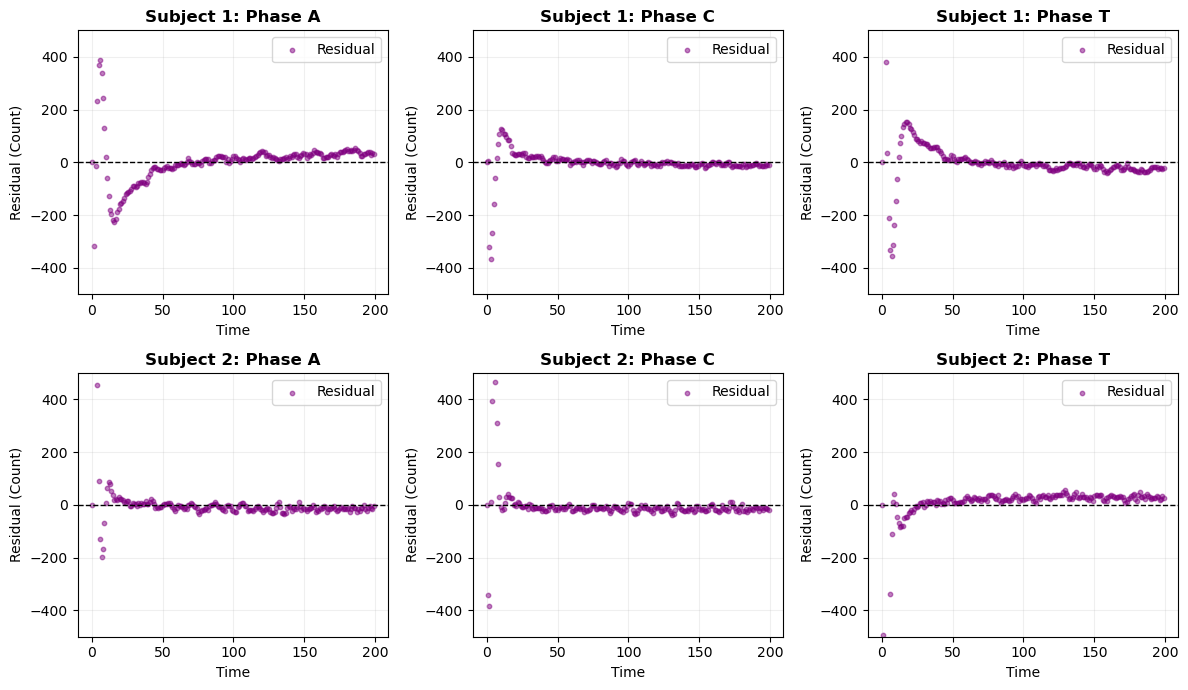 Subject 1: Phase A
Residual
Residual (Count)
400
200
0
−200
−400
0 50 100 150 200
Time
Subject 1: Phase C
Residual
Residual (Count)
400
200
0
−200
−400
0 50 100 150 200
Time
Subject 1: Phase T
Residual
Residual (Count)
400
200
0
−200
−400
0 50 100 150 200
Time
Subject 2: Phase A
Residual
Residual (Count)
400
200
0
−200
−400
0 50 100 150 200
Time
Subject 2: Phase C
Residual
Residual (Count)
400
200
0
−200
−400
0 50 100 150 200
Time
Subject 2: Phase T
Residual
Residual (Count)
400
200
0
−200
−400
0 50 100 150 200
Time